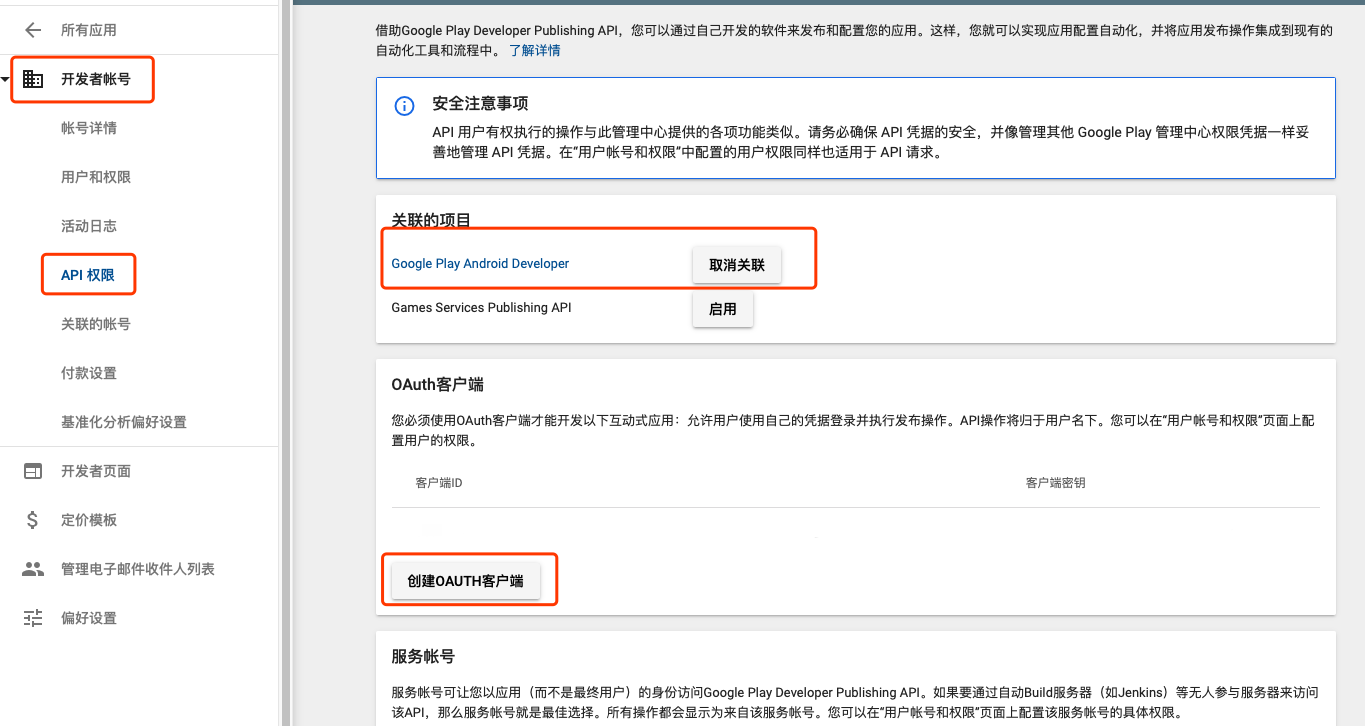 所有应用
开发者帐号
帐号详情
用户和权限
活动日志
API 权限
关联的帐号
付款设置
基准化分析偏好设置
开发者页面
定价模板
管理电子邮件收件人列表
偏好设置
借助Google Play Developer Publishing API，您可以通过自己开发的软件来发布和配置您的应用。这样，您就可以实现应用配置自动化，并将应用发布操作集成到现有的
自动化工具和流程中。 了解详情
安全注意事项
API 用户有权执行的操作与此管理中心提供的各项功能类似。请务必确保 API 凭据的安全，并像管理其他 Google Play 管理中心权限凭据一样妥
善地管理 API 凭据。在“用户帐号和权限”中配置的用户权限同样也适用于 API 请求。
关联的项目
Google Play Android Developer 取消关联
Games Services Publishing API 启用
OAuth客户端
您必须使用OAuth客户端才能开发以下互动式应用：允许用户使用自己的凭据登录并执行发布操作。API操作将归于用户名下。您可以在“用户帐号和权限”页面上配
置用户的权限。
客户端ID 客户端密钥
创建OAUTH客户端
服务帐号
服务帐号可让您以应用（而不是最终用户）的身份访问Google Play Developer Publishing API。如果要通过自动Build服务器（如Jenkins）等无人参与服务器来访问
该API，那么服务帐号就是最佳选择。所有操作都会显示为来自该服务帐号。您可以在“用户帐号和权限”页面上配置该服务帐号的具体权限。